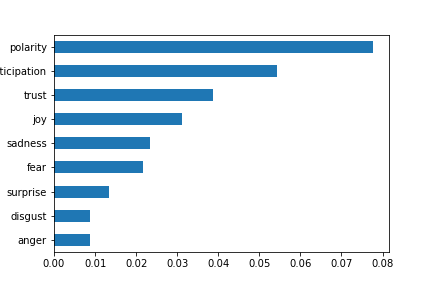 polarity
ticipation
trust
joy
sadness
fear
surprise
disgust
anger
0.00 0.01 0.02 0.03 0.04 0.05 0.06 0.07 0.08